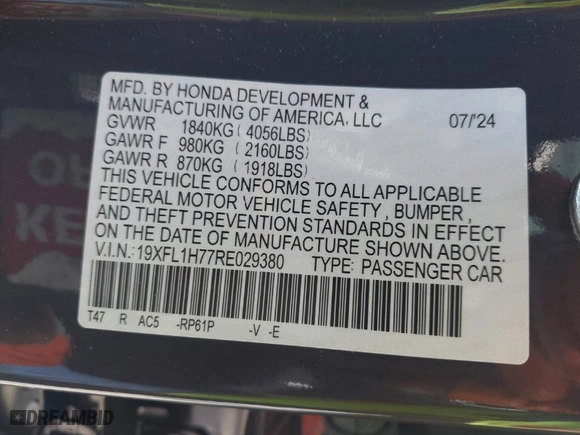 MFD. BY HONDA DEVELOPMENT &
MANUFACTURING OF AMERICA, LLC 07/'24
GVWR 1840KG ( 4056LBS)
GAWR F 980KG ( 2160LBS)
GAWR R 870KG ( 1918LBS)
THIS VEHICLE CONFORMS TO ALL APPLICABLE
FEDERAL MOTOR VEHICLE SAFETY , BUMPER,
AND THEFT PREVENTION STANDARDS IN EFFECT
ON THE DATE OF MANUFACTURE SHOWN ABOVE.
V.I.N.:19XFL1H77RE029380 TYPE: PASSENGER CAR
T47 R AC5 -RP61P -V -E
DREAMBID